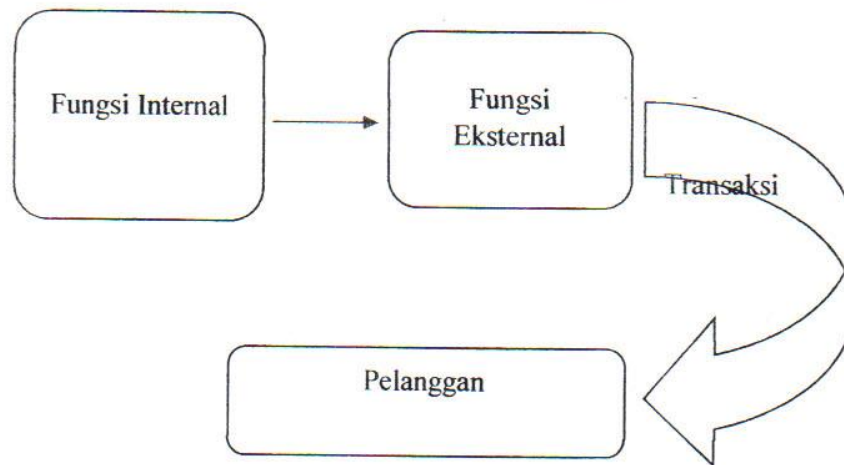 Fungsi Internal
Fungsi
Eksternal
Transaksi
Pelanggan